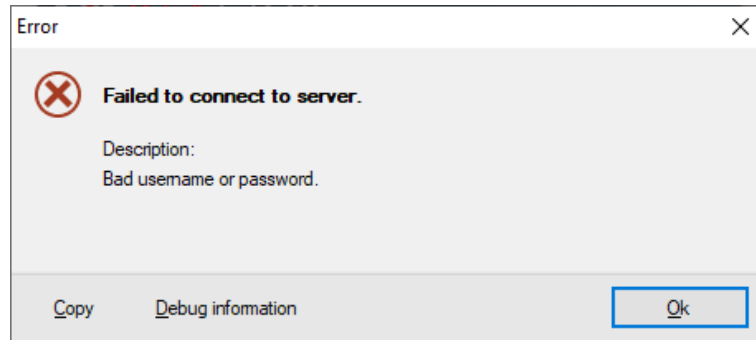 Error
Failed to connect to server.
Description:
Bad username or password.
Copy Debug information Ok